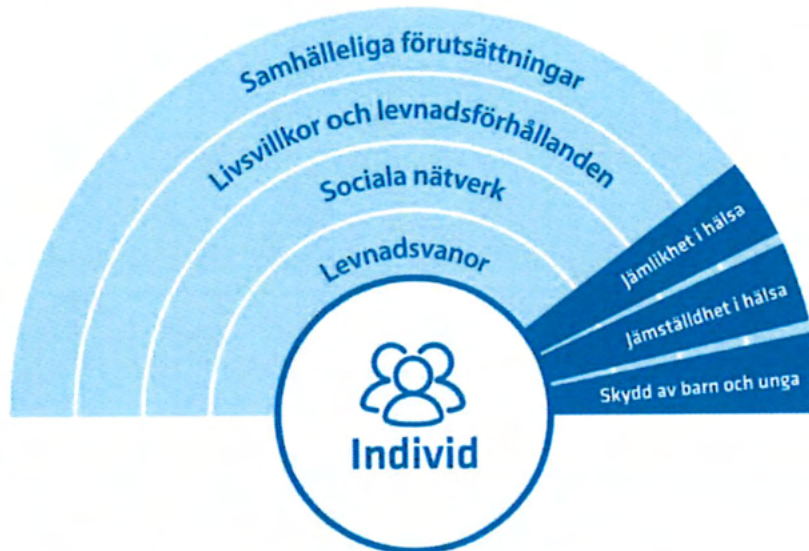 Samhälleliga förutsättningar
Livsvillkor och levnadsförhållanden
Sociala nätverk
Levnadsvanor
Jämlikhet i hälsa
Jämställdhet i hälsa
Skydd av barn och unga
Individ